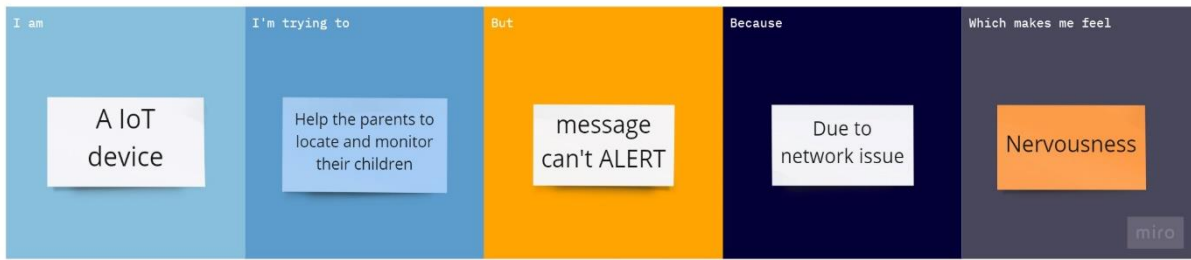 I am
A IoT
device
I'm trying to
Help the parents to
locate and monitor
their children
But
message
can't ALERT
Because
Due to
network issue
Which makes me feel
Nervousness
miro